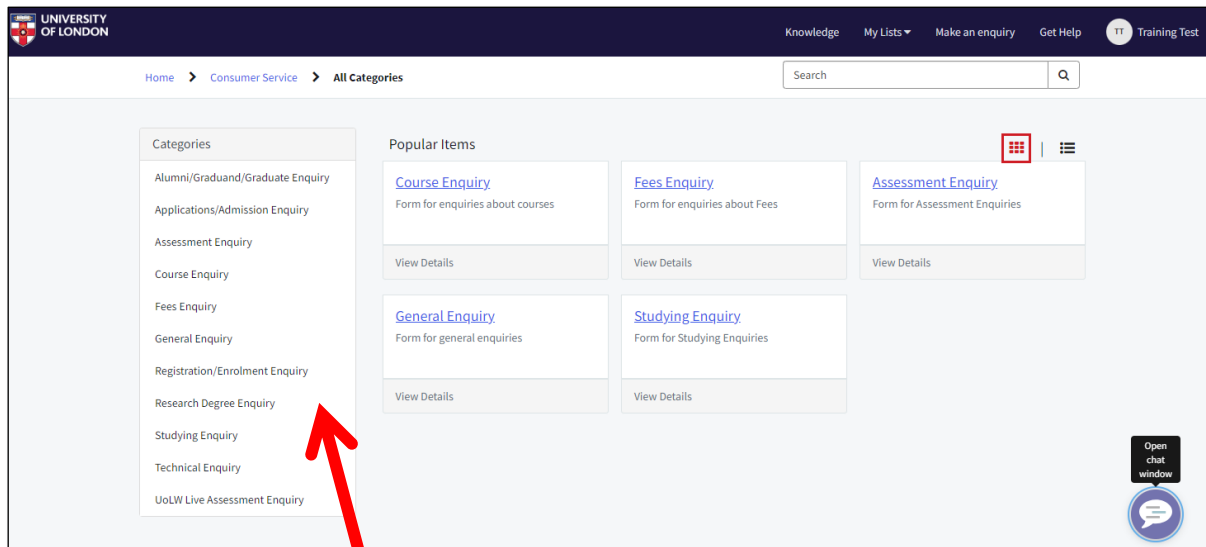 UNIVERSITY
OF LONDON
Knowledge My Lists Make an enquiry Get Help TT Training Test
Home Consumer Service All Categories
Search
Categories
Alumni/Graduand/Graduate Enquiry
Applications/Admission Enquiry
Assessment Enquiry
Course Enquiry
Fees Enquiry
General Enquiry
Registration/Enrolment Enquiry
Research Degree Enquiry
Studying Enquiry
Technical Enquiry
UoLW Live Assessment Enquiry
Popular Items
Course Enquiry
Form for enquiries about courses
View Details
Fees Enquiry
Form for enquiries about Fees
View Details
Assessment Enquiry
Form for Assessment Enquiries
View Details
General Enquiry
Form for general enquiries
View Details
Studying Enquiry
Form for Studying Enquiries
View Details
Open
chat
window